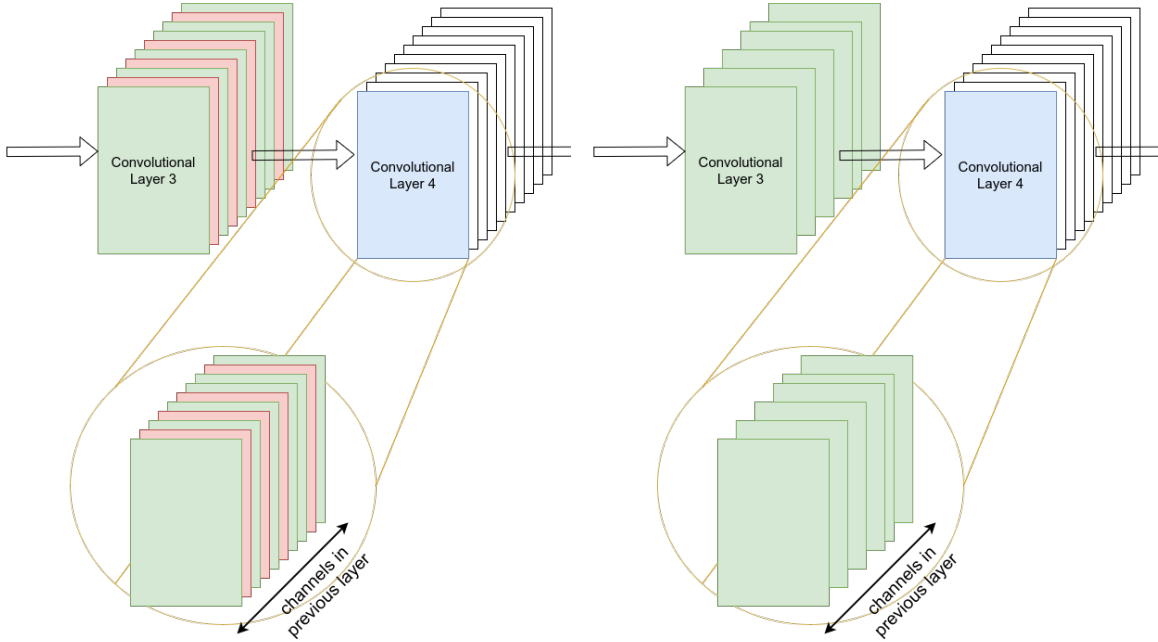 Convolutional
Layer 3
Convolutional
Layer 4
Convolutional
Layer 3
Convolutional
Layer 4
channels in
previous layer
channels in
previous layer